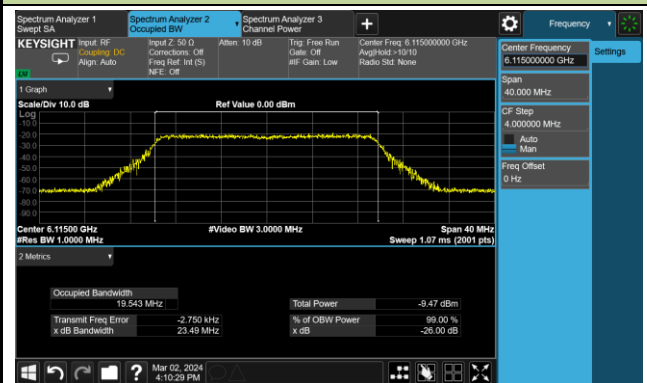 Spectrum Analyzer 1
Swept SA
Spectrum Analyzer 2
Occupied BW
Spectrum Analyzer 3
Channel Power
+
Frequency
KEYSIGHT
Input: RF
Coupling: DC
Align: Auto
Input Z: 50 Ω
Corrections: Off
Freq Ref: Int (S)
NFE: Off
Atten: 10 dB
Trig: Free Run
Gate: Off
#IF Gain: Low
Center Freq: 6.115000000 GHz
Avg|Hold:>10/10
Radio Std: None
1 Graph
Scale/Div 10.0 dB
Ref Value 0.00 dBm
Log
-10.0
-20.0
-30.0
-40.0
-50.0
-60.0
-70.0
-80.0
-90.0
Center 6.11500 GHz
#Video BW 3.0000 MHz
Span 40 MHz
#Res BW 1.0000 MHz
Sweep 1.07 ms (2001 pts)
2 Metrics
Occupied Bandwidth
19.543 MHz
Total Power
-9.47 dBm
Transmit Freq Error
-2.750 kHz
% of OBW Power
99.00 %
x dB Bandwidth
23.49 MHz
x dB
-26.00 dB
Center Frequency
6.115000000 GHz
Settings
Span
40.000 MHz
CF Step
4.000000 MHz
Auto
Man
Freq Offset
0 Hz
?
Mar 02, 2024
4:10:29 PM